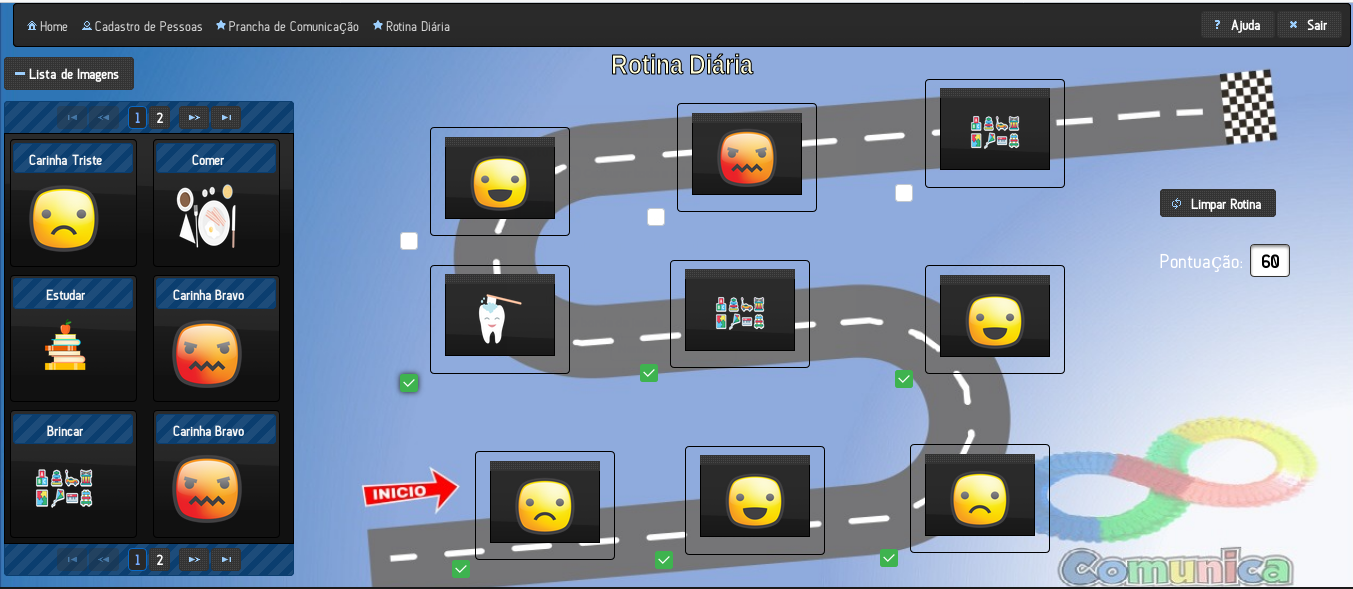 Home Cadastro de Pessoas Prancha de Comunicação Rotina Diária ? Ajuda Sair
Lista de Imagens
Rotina Diária
1 2
Carinha Triste Comer
Estudar Carinha Bravo
Brincar Carinha Bravo
1 2
Limpar Rotina
Pontuação: 60
INICIO
Comunica